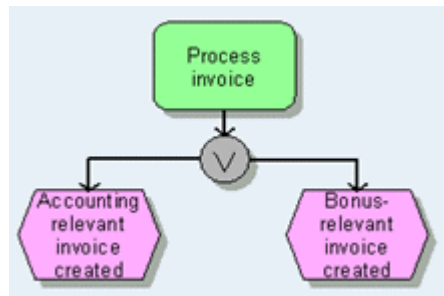 Process
invoice
V
Accounting
relevant
invoice
created
Bonus-
relevant
invoice
created